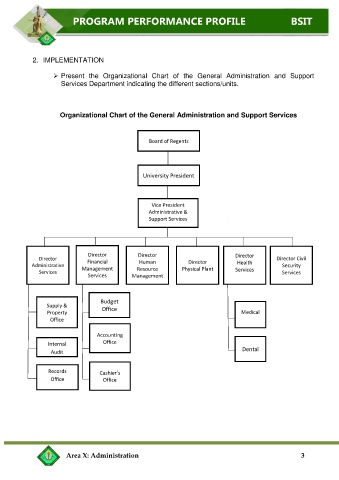 PROGRAM PERFORMANCE PROFILE BSIT
2. IMPLEMENTATION
➢ Present the Organizational Chart of the General Administration and Support
Services Department indicating the different sections/units.
Organizational Chart of the General Administration and Support Services
Board of Regents
University President
Vice President
Administrative &
Support Services
Director
Administrative
Services
Director
Financial
Management
Services
Director
Human
Resource
Management
Director
Physical Plant
Director
Health
Services
Director Civil
Security
Services
Supply &
Property
Office
Internal
Audit
Records
Office
Budget
Office
Accounting
Office
Cashier's
Office
Medical
Dental
Area X: Administration 3